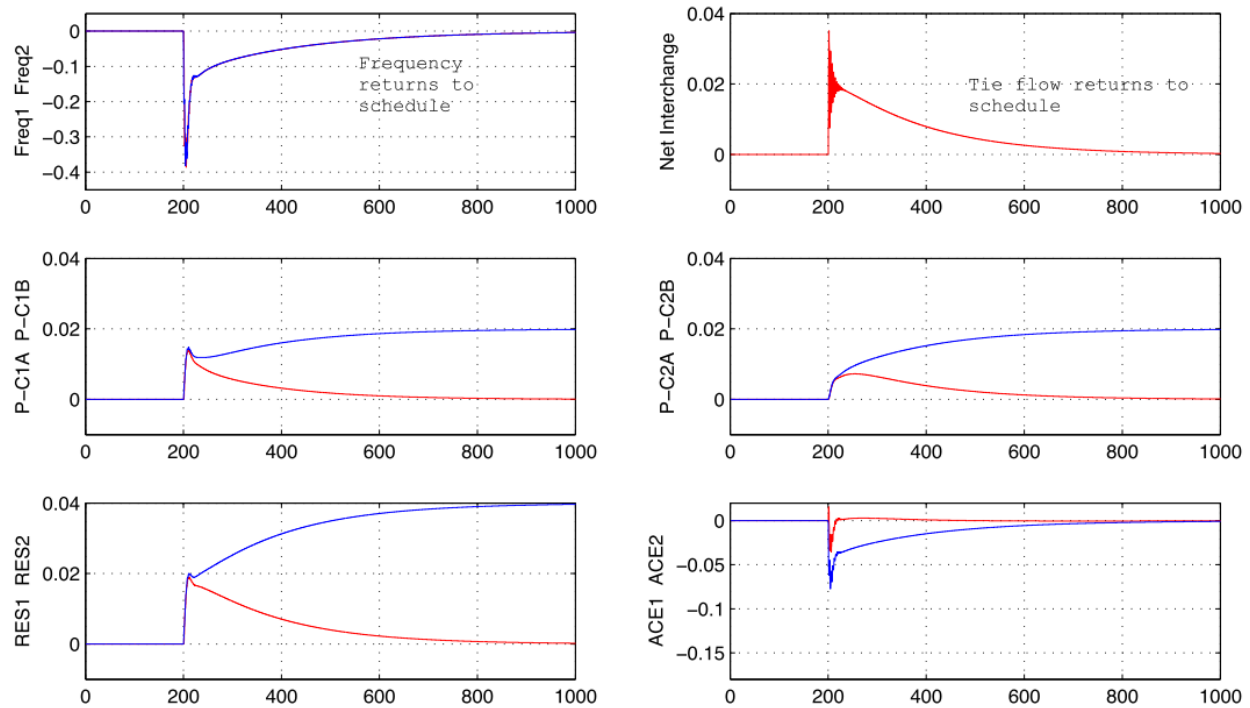 0
−0.1
−0.2
−0.3
−0.4
Freq1 Freq2
Frequency
returns to
schedule
0 200 400 600 800 1000
0.04
0.02
0
Net Interchange
Tie flow returns to
schedule
0 200 400 600 800 1000
0.04
0.02
0
P−C1A P−C1B
0 200 400 600 800 1000
0.04
0.02
0
P−C2A P−C2B
0 200 400 600 800 1000
0.04
0.02
0
RES1 RES2
0 200 400 600 800 1000
0
−0.05
−0.1
−0.15
ACE1 ACE2
0 200 400 600 800 1000